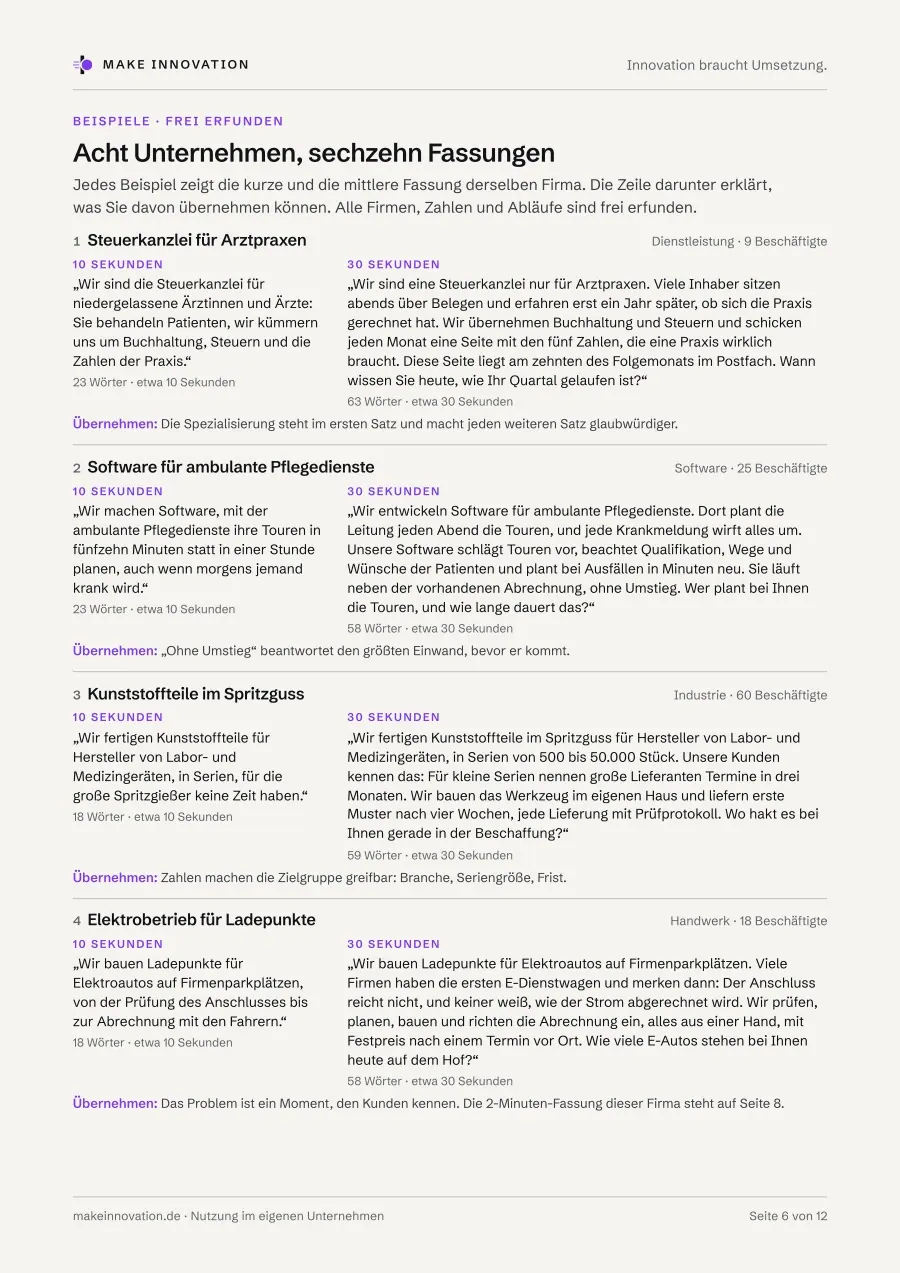 MAKE INNOVATION
Innovation braucht Umsetzung.
BEISPIELE · FREI ERFUNDEN
Acht Unternehmen, sechzehn Fassungen
Jedes Beispiel zeigt die kurze und die mittlere Fassung derselben Firma. Die Zeile darunter erklärt,
was Sie davon übernehmen können. Alle Firmen, Zahlen und Abläufe sind frei erfunden.
1 Steuerkanzlei für Arztpraxen
Dienstleistung · 9 Beschäftigte
10 SEKUNDEN
„Wir sind die Steuerkanzlei für
niedergelassene Ärztinnen und Ärzte:
Sie behandeln Patienten, wir kümmern
uns um Buchhaltung, Steuern und die
Zahlen der Praxis.“
23 Wörter · etwa 10 Sekunden
30 SEKUNDEN
„Wir sind eine Steuerkanzlei nur für Arztpraxen. Viele Inhaber sitzen
abends über Belegen und erfahren erst ein Jahr später, ob sich die Praxis
gerechnet hat. Wir übernehmen Buchhaltung und Steuern und schicken
jeden Monat eine Seite mit den fünf Zahlen, die eine Praxis wirklich
braucht. Diese Seite liegt am zehnten des Folgemonats im Postfach. Wann
wissen Sie heute, wie Ihr Quartal gelaufen ist?“
63 Wörter · etwa 30 Sekunden
Übernehmen: Die Spezialisierung steht im ersten Satz und macht jeden weiteren Satz glaubwürdiger.
2 Software für ambulante Pflegedienste
Software · 25 Beschäftigte
10 SEKUNDEN
„Wir machen Software, mit der
ambulante Pflegedienste ihre Touren in
fünfzehn Minuten statt in einer Stunde
planen, auch wenn morgens jemand
krank wird.“
23 Wörter · etwa 10 Sekunden
30 SEKUNDEN
„Wir entwickeln Software für ambulante Pflegedienste. Dort plant die
Leitung jeden Abend die Touren, und jede Krankmeldung wirft alles um.
Unsere Software schlägt Touren vor, beachtet Qualifikation, Wege und
Wünsche der Patienten und plant bei Ausfällen in Minuten neu. Sie läuft
neben der vorhandenen Abrechnung, ohne Umstieg. Wer plant bei Ihnen
die Touren, und wie lange dauert das?“
58 Wörter · etwa 30 Sekunden
Übernehmen: „Ohne Umstieg“ beantwortet den größten Einwand, bevor er kommt.
3 Kunststoffteile im Spritzguss
Industrie · 60 Beschäftigte
10 SEKUNDEN
„Wir fertigen Kunststoffteile für
Hersteller von Labor- und
Medizingeräten, in Serien, für die
große Spritzgießer keine Zeit haben.“
18 Wörter · etwa 10 Sekunden
30 SEKUNDEN
„Wir fertigen Kunststoffteile im Spritzguss für Hersteller von Labor- und
Medizingeräten, in Serien von 500 bis 50.000 Stück. Unsere Kunden
kennen das: Für kleine Serien nennen große Lieferanten Termine in drei
Monaten. Wir bauen das Werkzeug im eigenen Haus und liefern erste
Muster nach vier Wochen, jede Lieferung mit Prüfprotokoll. Wo hakt es bei
Ihnen gerade in der Beschaffung?“
59 Wörter · etwa 30 Sekunden
Übernehmen: Zahlen machen die Zielgruppe greifbar: Branche, Seriengröße, Frist.
4 Elektrobetrieb für Ladepunkte
Handwerk · 18 Beschäftigte
10 SEKUNDEN
„Wir bauen Ladepunkte für
Elektroautos auf Firmenparkplätzen,
von der Prüfung des Anschlusses bis
zur Abrechnung mit den Fahrern.“
18 Wörter · etwa 10 Sekunden
30 SEKUNDEN
„Wir bauen Ladepunkte für Elektroautos auf Firmenparkplätzen. Viele
Firmen haben die ersten E-Dienstwagen und merken dann: Der Anschluss
reicht nicht, und keiner weiß, wie der Strom abgerechnet wird. Wir prüfen,
planen, bauen und richten die Abrechnung ein, alles aus einer Hand, mit
Festpreis nach einem Termin vor Ort. Wie viele E-Autos stehen bei Ihnen
heute auf dem Hof?“
58 Wörter · etwa 30 Sekunden
Übernehmen: Das Problem ist ein Moment, den Kunden kennen. Die 2-Minuten-Fassung dieser Firma steht auf Seite 8.
makeinnovation.de · Nutzung im eigenen Unternehmen
Seite 6 von 12